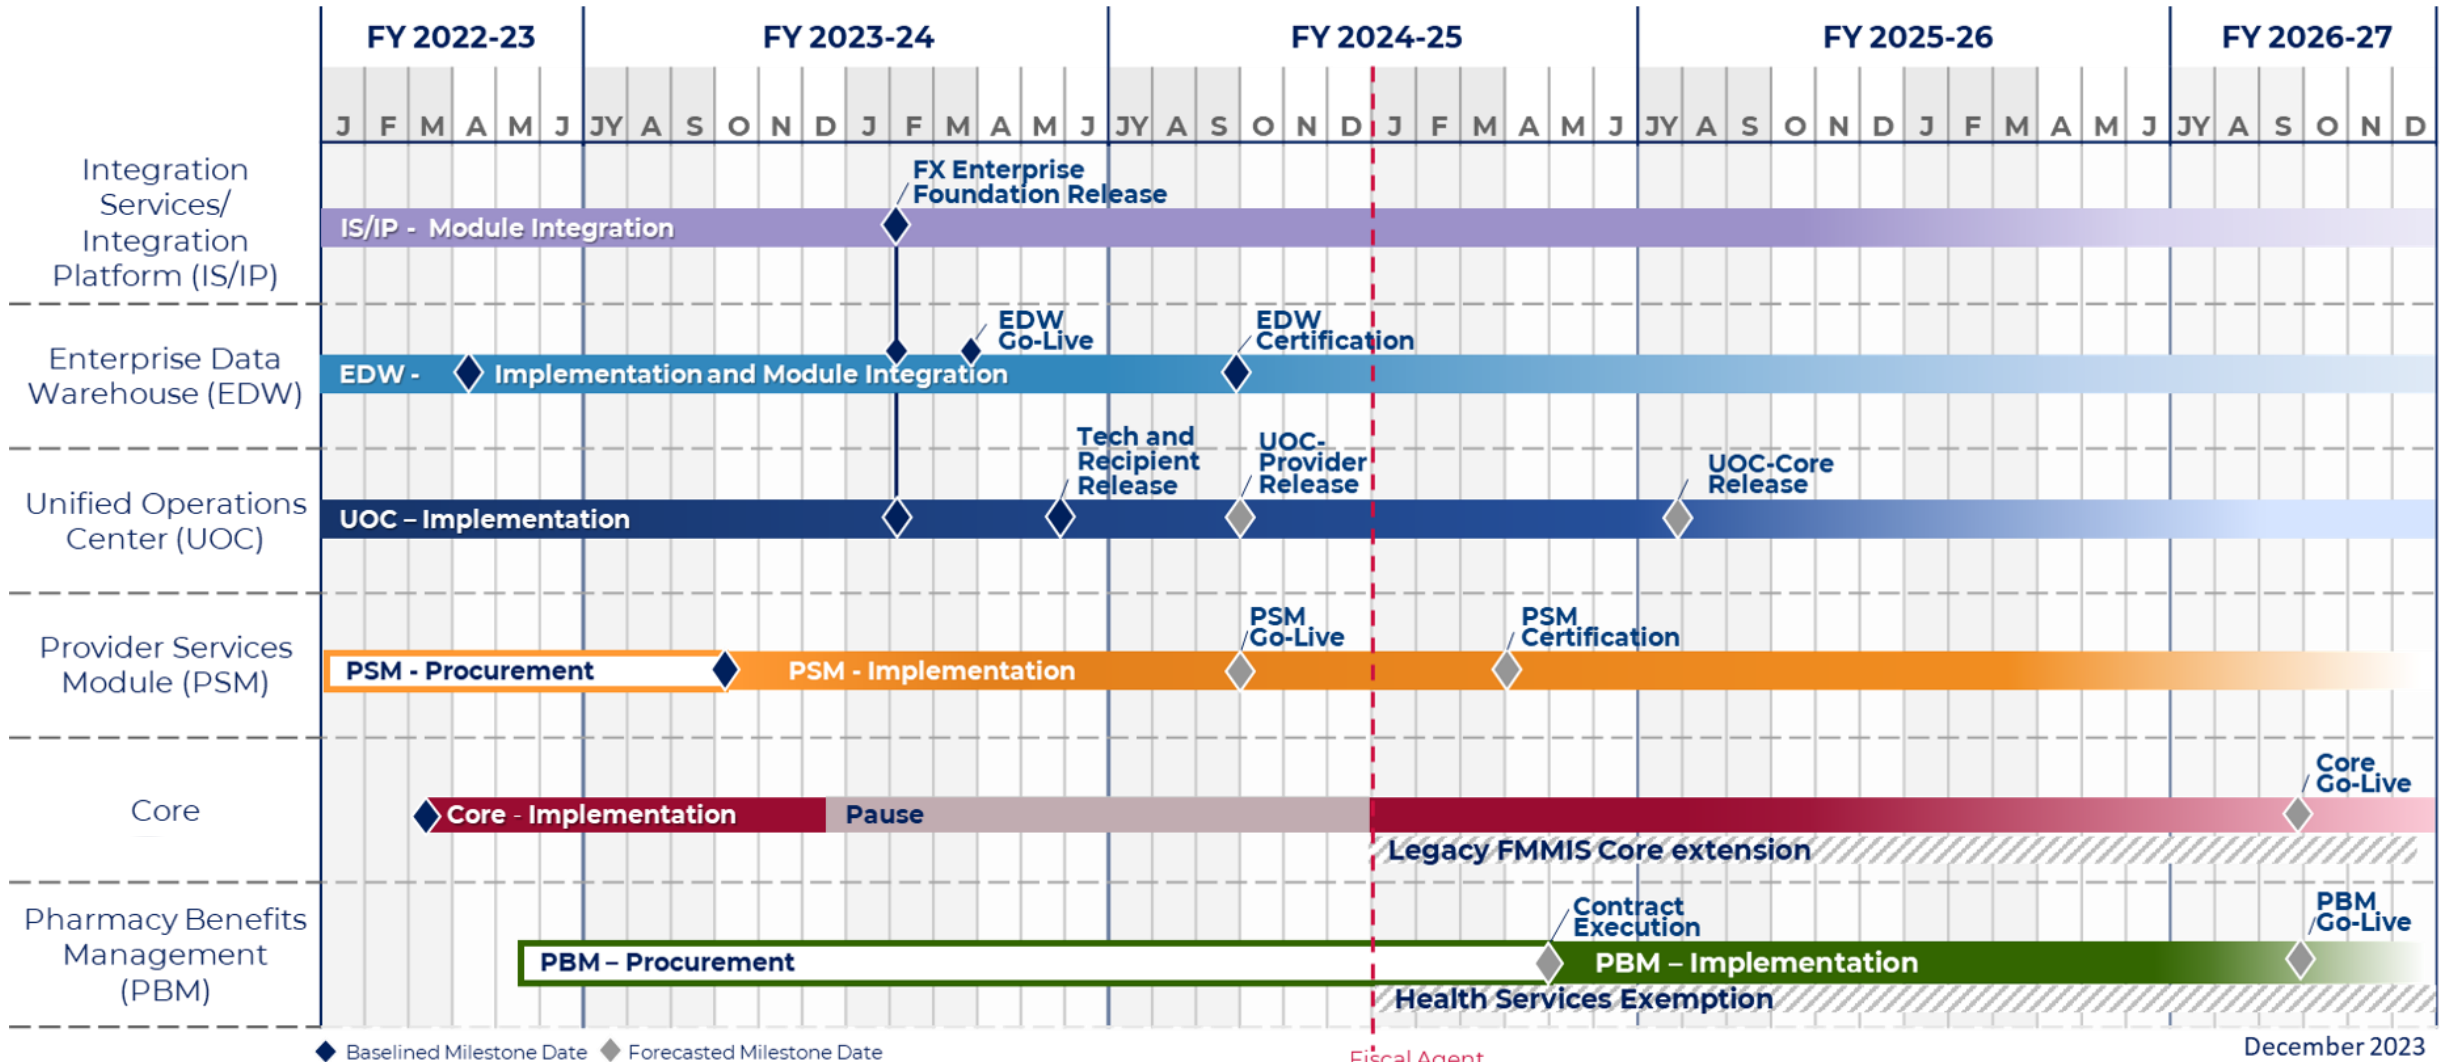 FY 2022-23 FY 2023-24 FY 2024-25 FY 2025-26 FY 2026-27
J F M A M J JY A S O N D J F M A M J JY A S O N D J F M A M J JY A S O N D J F M A M J JY A S O N D
Integration
Services/
Integration
Platform (IS/IP)
FX Enterprise
Foundation Release
IS/IP - Module Integration
Enterprise Data
Warehouse (EDW)
EDW
Go-Live
EDW
Certification
EDW - Implementation and Module Integration
Unified Operations
Center (UOC)
Tech and
Recipient
Release
UOC-
Provider
Release
UOC-Core
Release
UOC – Implementation
Provider Services
Module (PSM)
PSM
Go-Live
PSM
Certification
PSM - Procurement
PSM - Implementation
Core
Core
Go-Live
Core - Implementation
Pause
Legacy FMMIS Core extension
Pharmacy Benefits
Management
(PBM)
Contract
Execution
PBM
Go-Live
PBM – Procurement
PBM – Implementation
Health Services Exemption
Baselined Milestone Date
Forecasted Milestone Date
Fiscal Agent
December 2023